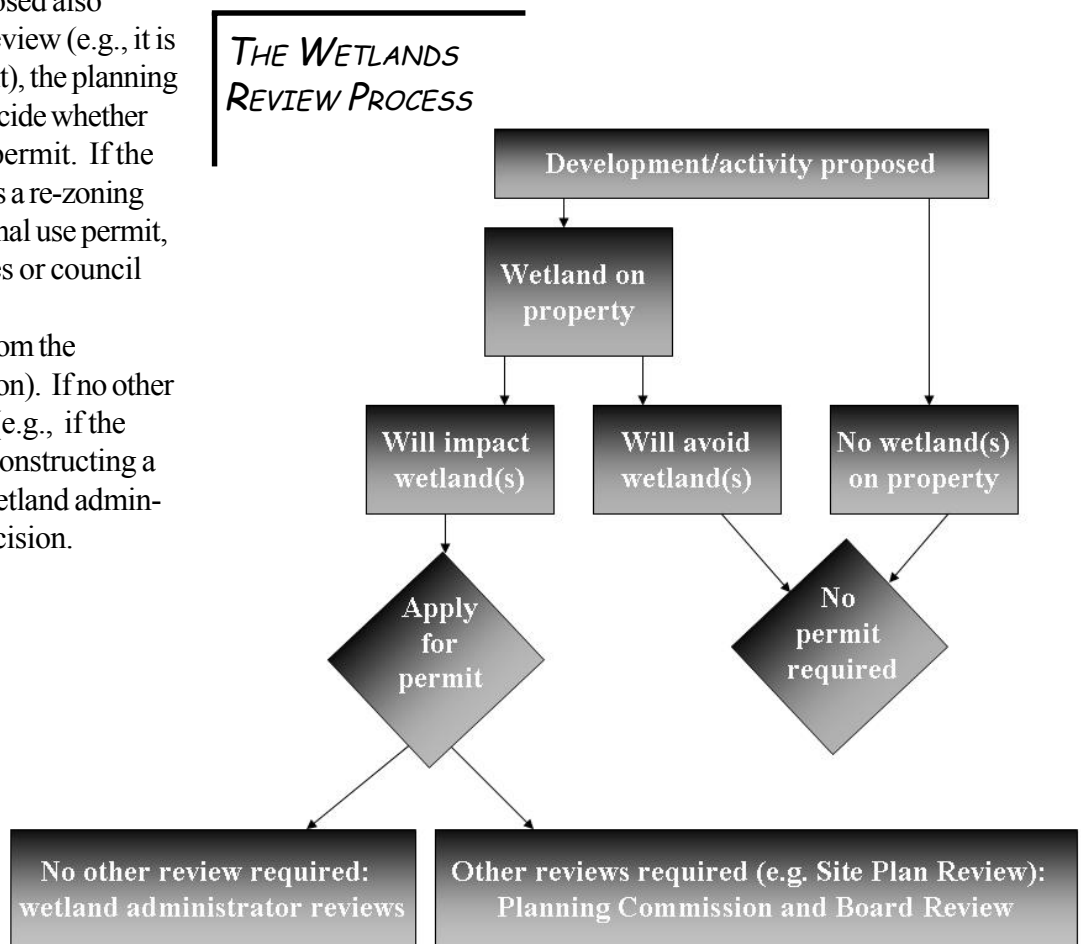 osed also
eview (e.g., it is
t), the planning
cide whether
permit. If the
s a re-zoning
nal use permit,
es or council
om the
on). If no other
(e.g., if the
onstructing a
etland admin-
cision.
THE WETLANDS
REVIEW PROCESS
Development/activity proposed
Wetland on
property
Will impact
wetland(s)
Will avoid
wetland(s)
No wetland(s)
on property
Apply
for
permit
No
permit
required
No other review required:
wetland administrator reviews
Other reviews required (e.g. Site Plan Review):
Planning Commission and Board Review